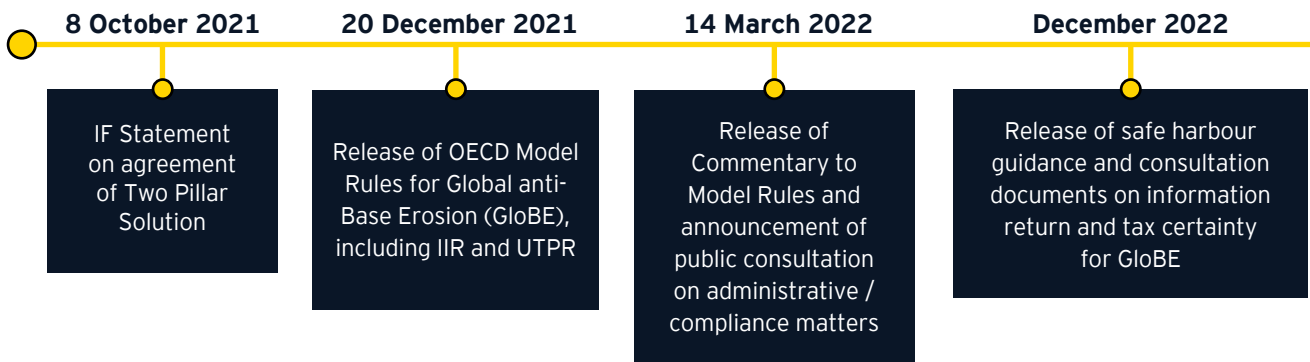 8 October 2021
IF Statement
on agreement
of Two Pillar
Solution
20 December 2021
Release of OECD Model
Rules for Global anti-
Base Erosion (GloBE),
including IIR and UTPR
14 March 2022
Release of
Commentary to
Model Rules and
announcement of
public consultation
on administrative /
compliance matters
December 2022
Release of safe harbour
guidance and consultation
documents on information
return and tax certainty
for GloBE